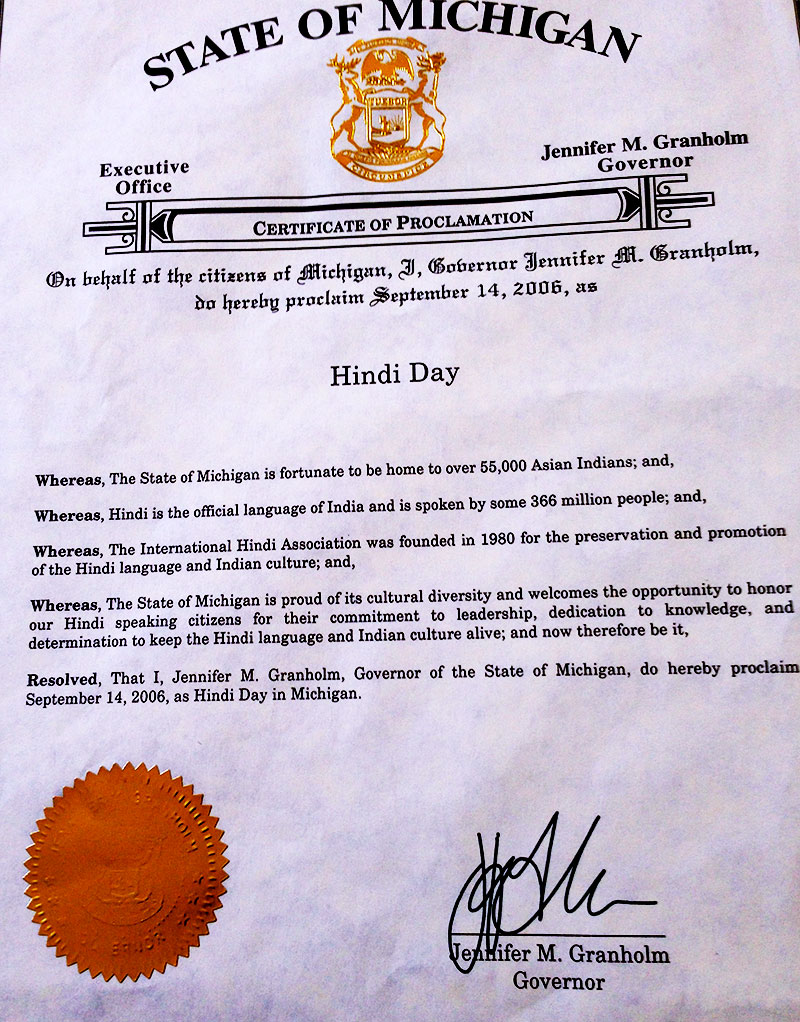 STATE OF MICHIGAN
TUEBOR
CIRCUMSPICE
Executive
Office
Jennifer M. Granholm
Governor
CERTIFICATE OF PROCLAMATION
On behalf of the citizens of Michigan, I, Governor Jennifer M. Granholm,
do hereby proclaim September 14, 2006, as
Hindi Day
Whereas, The State of Michigan is fortunate to be home to over 55,000 Asian Indians; and,
Whereas, Hindi is the official language of India and is spoken by some 366 million people; and,
Whereas, The International Hindi Association was founded in 1980 for the preservation and promotion
of the Hindi language and Indian culture; and,
Whereas, The State of Michigan is proud of its cultural diversity and welcomes the opportunity to honor
our Hindi speaking citizens for their commitment to leadership, dedication to knowledge, and
determination to keep the Hindi language and Indian culture alive; and now therefore be it,
Resolved, That I, Jennifer M. Granholm, Governor of the State of Michigan, do hereby proclaim
September 14, 2006, as Hindi Day in Michigan.
Jennifer M. Granholm
Governor